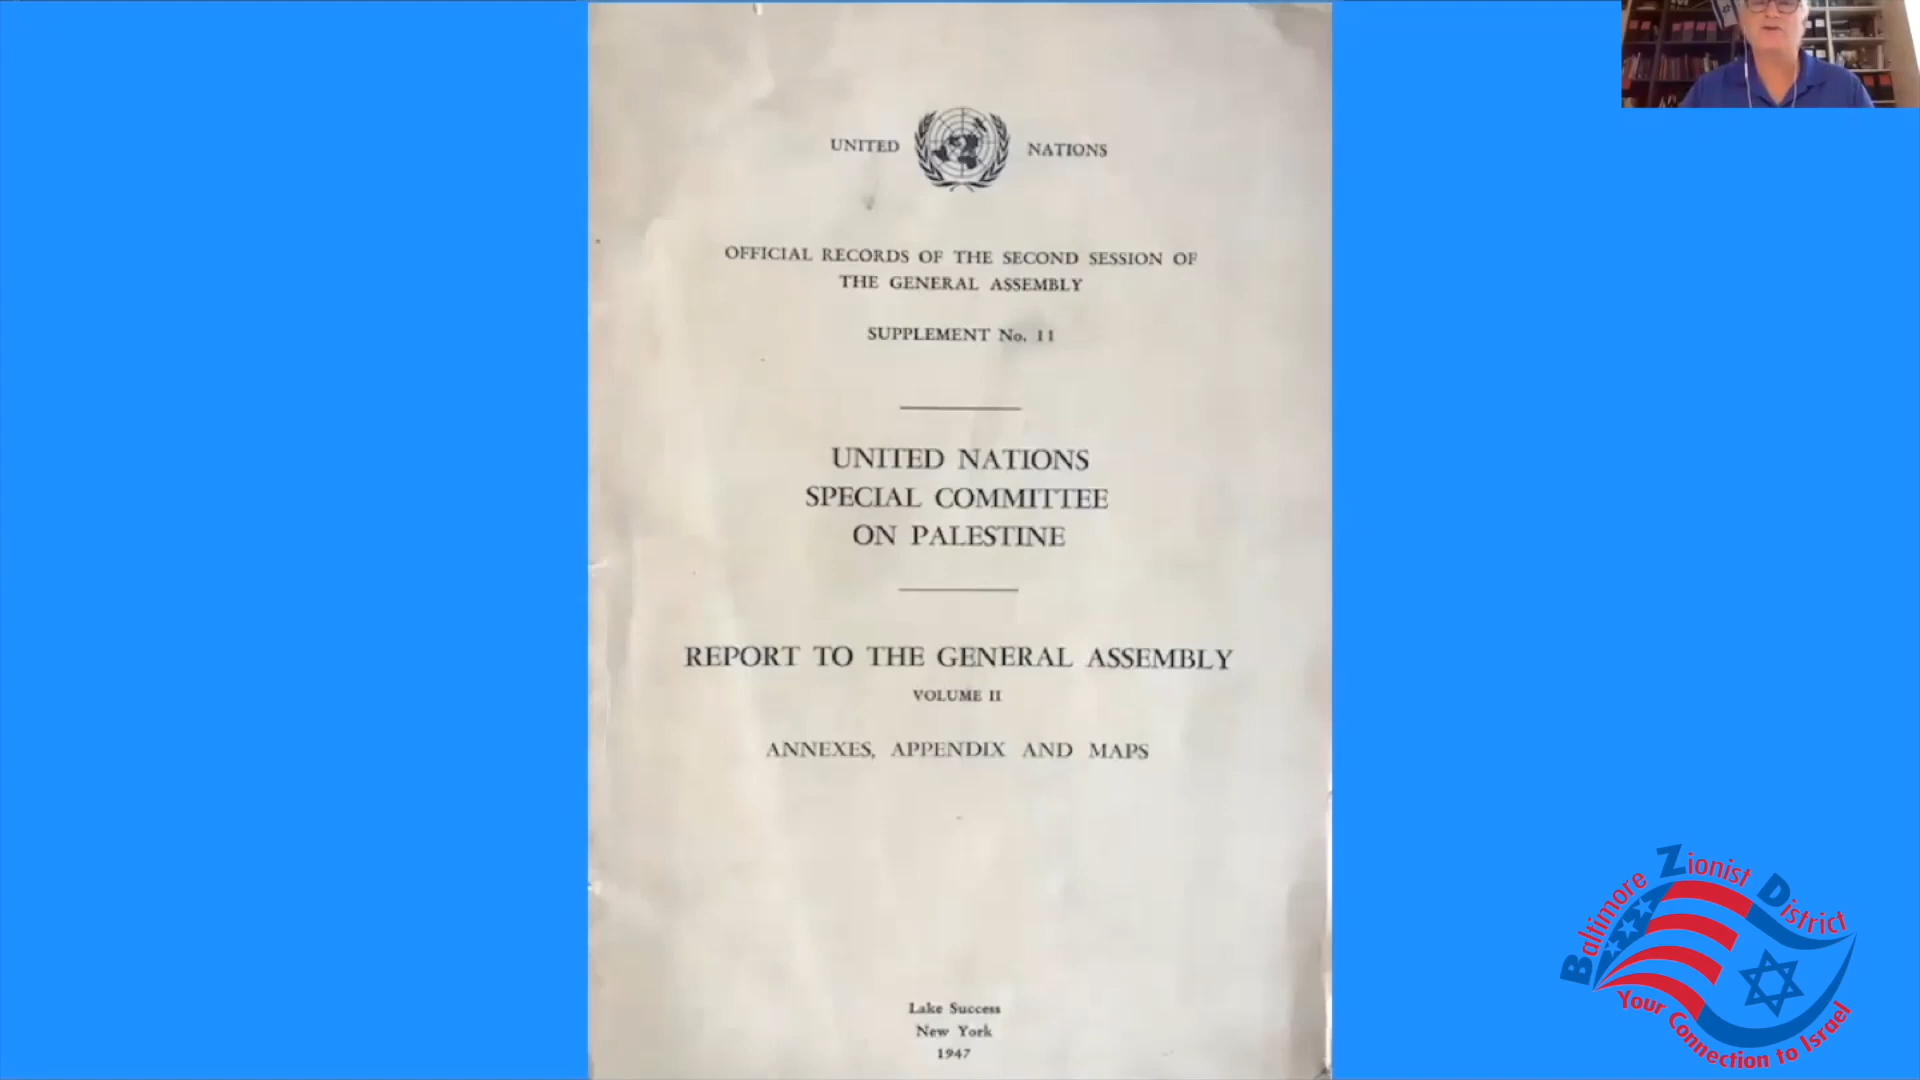 UNITED NATIONS
OFFICIAL RECORDS OF THE SECOND SESSION OF
THE GENERAL ASSEMBLY
SUPPLEMENT No. 11
UNITED NATIONS
SPECIAL COMMITTEE
ON PALESTINE
REPORT TO THE GENERAL ASSEMBLY
VOLUME II
ANNEXES, APPENDIX AND MAPS
Lake Success
New York
1947
Baltimore Zionist District
Your Connection to Israel